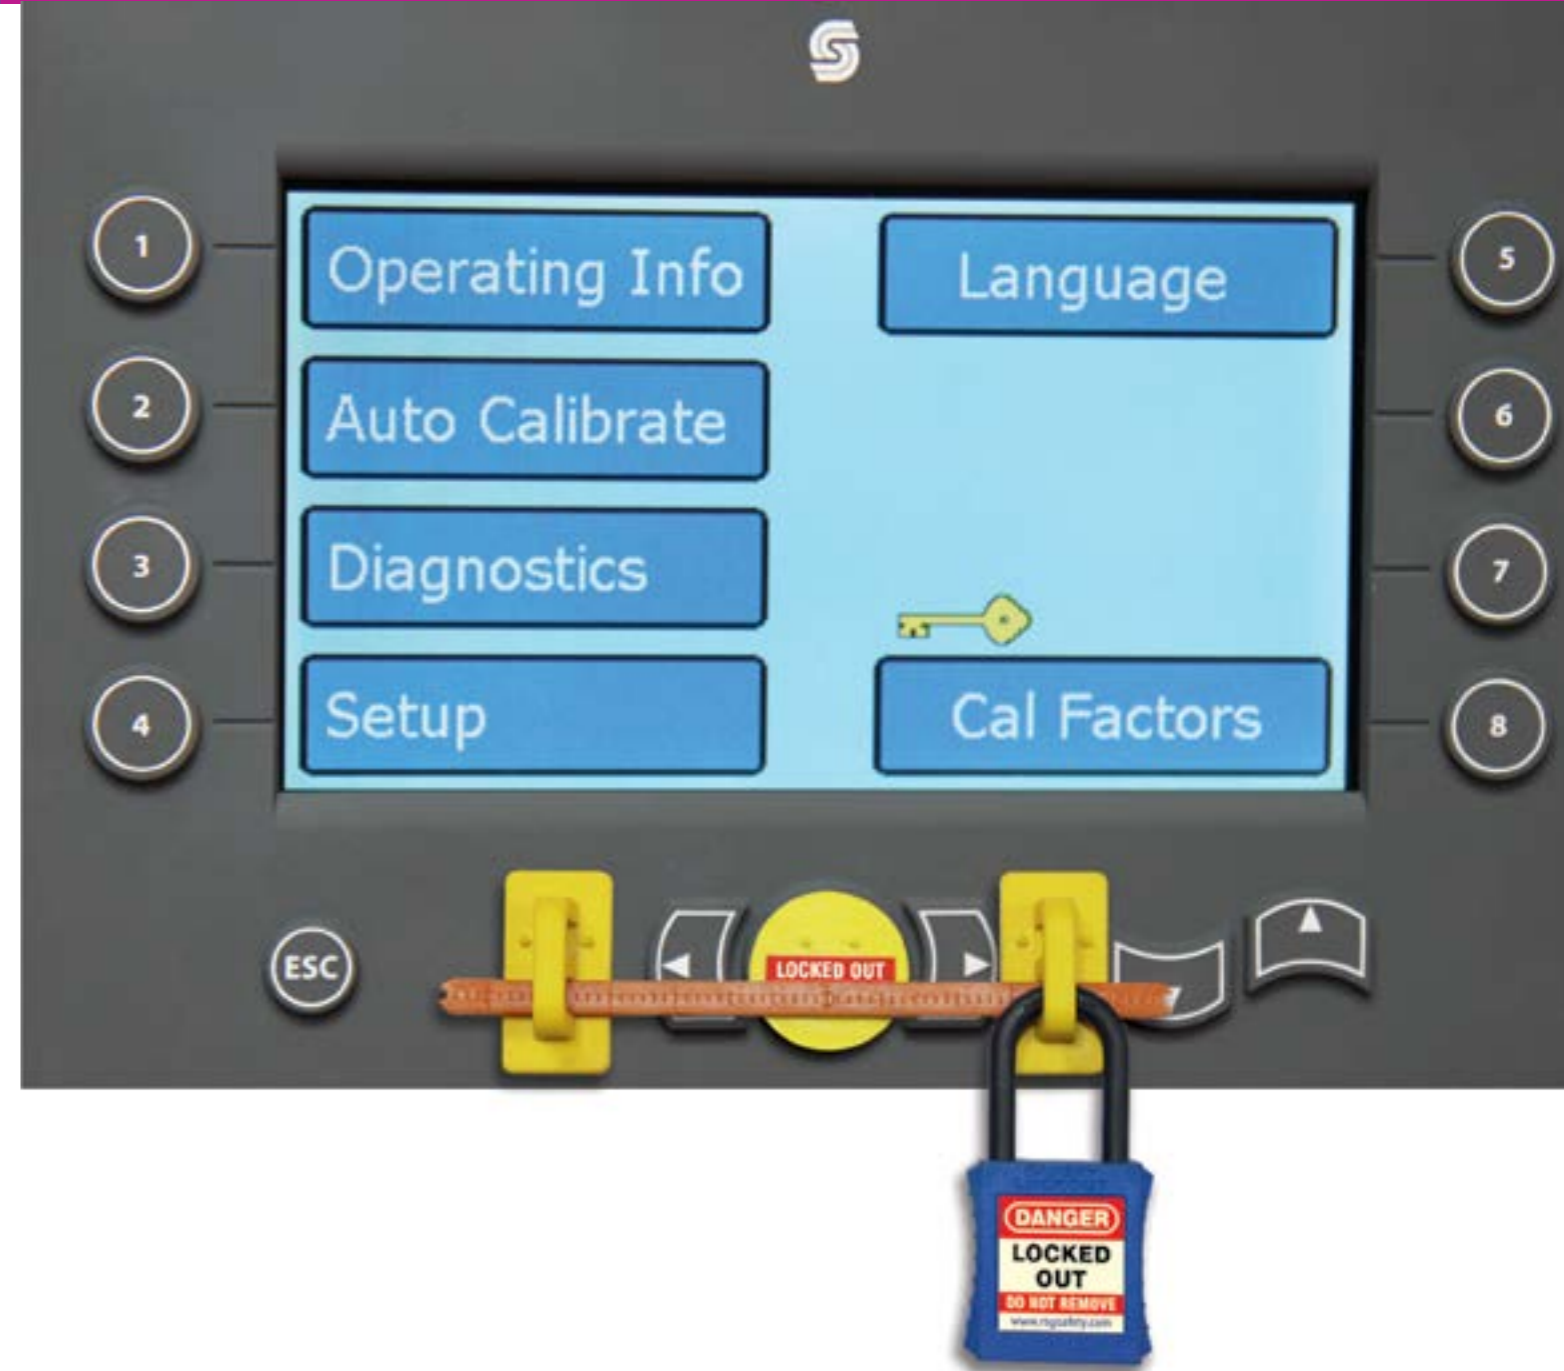 1
Operating Info
Language
5
2
Auto Calibrate
6
3
Diagnostics
7
4
Setup
Cal Factors
8
ESC
LOCKED OUT
DANGER
LOCKED
OUT
DO NOT REMOVE